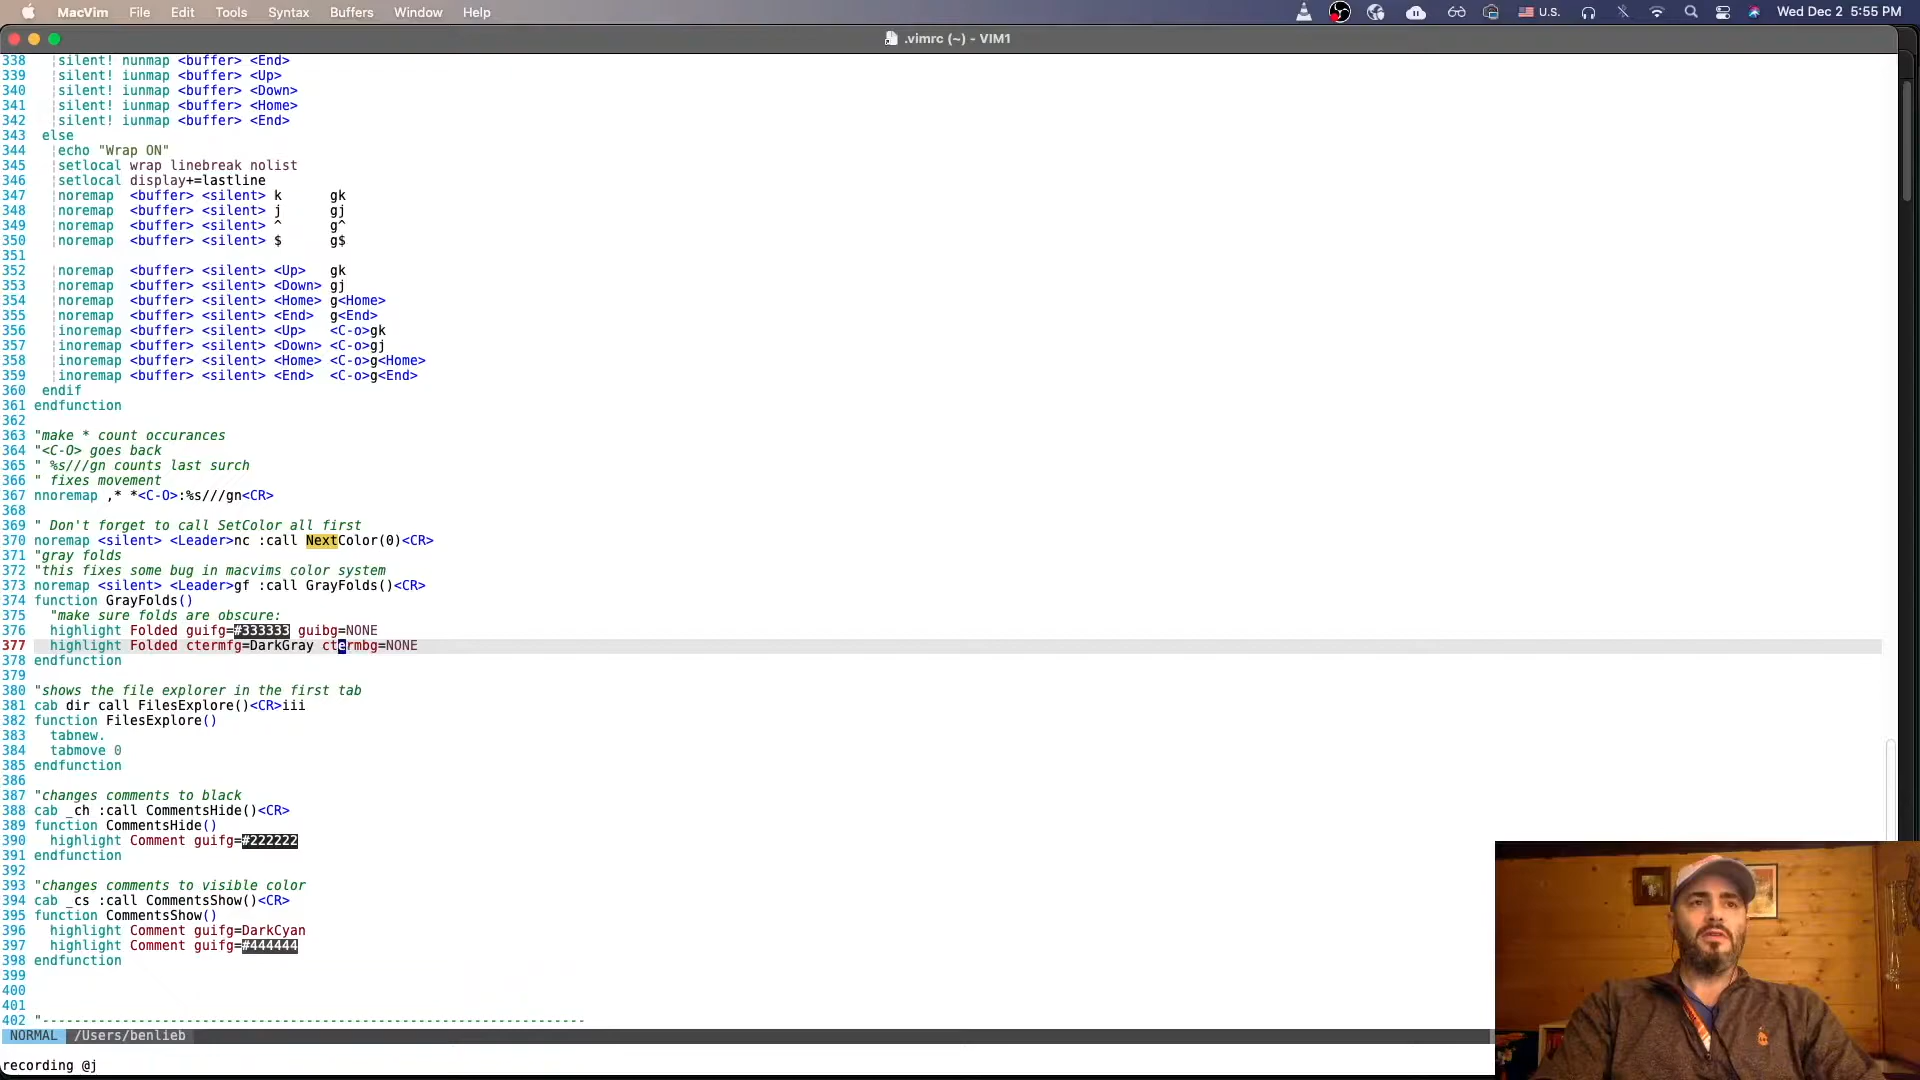 MacVim File Edit Tools Syntax Buffers Window Help U.S. Wed Dec 2 5:55 PM
.vimrc (~) - VIM1
338 silent! nunmap <buffer> <End>
339 silent! iunmap <buffer> <Up>
340 silent! iunmap <buffer> <Down>
341 silent! iunmap <buffer> <Home>
342 silent! iunmap <buffer> <End>
343 else
344 echo "Wrap ON"
345 setlocal wrap linebreak nolist
346 setlocal display+=lastline
347 noremap <buffer> <silent> k gk
348 noremap <buffer> <silent> j gj
349 noremap <buffer> <silent> ^ g^
350 noremap <buffer> <silent> $ g$
351
352 noremap <buffer> <silent> <Up> gk
353 noremap <buffer> <silent> <Down> gj
354 noremap <buffer> <silent> <Home> g<Home>
355 noremap <buffer> <silent> <End> g<End>
356 inoremap <buffer> <silent> <Up> <C-o>gk
357 inoremap <buffer> <silent> <Down> <C-o>gj
358 inoremap <buffer> <silent> <Home> <C-o>g<Home>
359 inoremap <buffer> <silent> <End> <C-o>g<End>
360 endif
361 endfunction
362
363 "make * count occurances
364 "<C-O> goes back
365 " %s///gn counts last surch
366 " fixes movement
367 nnoremap ,* *<C-O>:%s///gn<CR>
368
369 " Don't forget to call SetColor all first
370 noremap <silent> <Leader>nc :call NextColor(0)<CR>
371 "gray folds
372 "this fixes some bug in macvims color system
373 noremap <silent> <Leader>gf :call GrayFolds()<CR>
374 function GrayFolds()
375 "make sure folds are obscure:
376 highlight Folded guifg=#333333 guibg=NONE
377 highlight Folded ctermfg=DarkGray ctermbg=NONE
378 endfunction
379
380 "shows the file explorer in the first tab
381 cab dir call FilesExplore()<CR>iii
382 function FilesExplore()
383 tabnew.
384 tabmove 0
385 endfunction
386
387 "changes comments to black
388 cab _ch :call CommentsHide()<CR>
389 function CommentsHide()
390 highlight Comment guifg=#222222
391 endfunction
392
393 "changes comments to visible color
394 cab _cs :call CommentsShow()<CR>
395 function CommentsShow()
396 highlight Comment guifg=DarkCyan
397 highlight Comment guifg=#444444
398 endfunction
399
400
401
402 "--------------------------------------------------------------------
NORMAL /Users/benlieb
recording @j